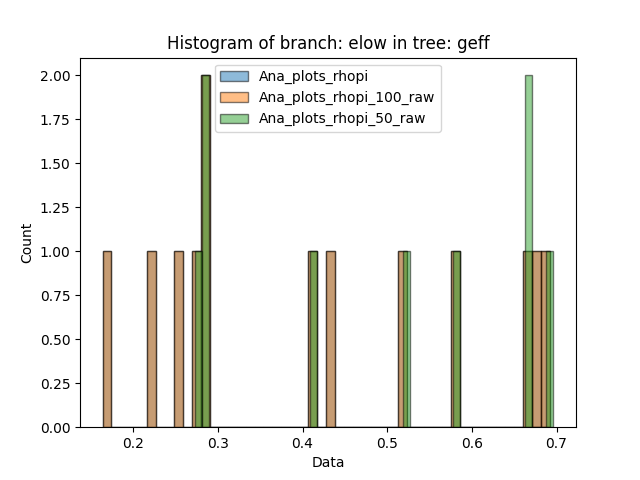 Histogram of branch: elow in tree: geff
Ana_plots_rhopi
Ana_plots_rhopi_100_raw
Ana_plots_rhopi_50_raw
2.00
1.75
1.50
1.25
1.00
0.75
0.50
0.25
0.00
Count
0.2 0.3 0.4 0.5 0.6 0.7
Data